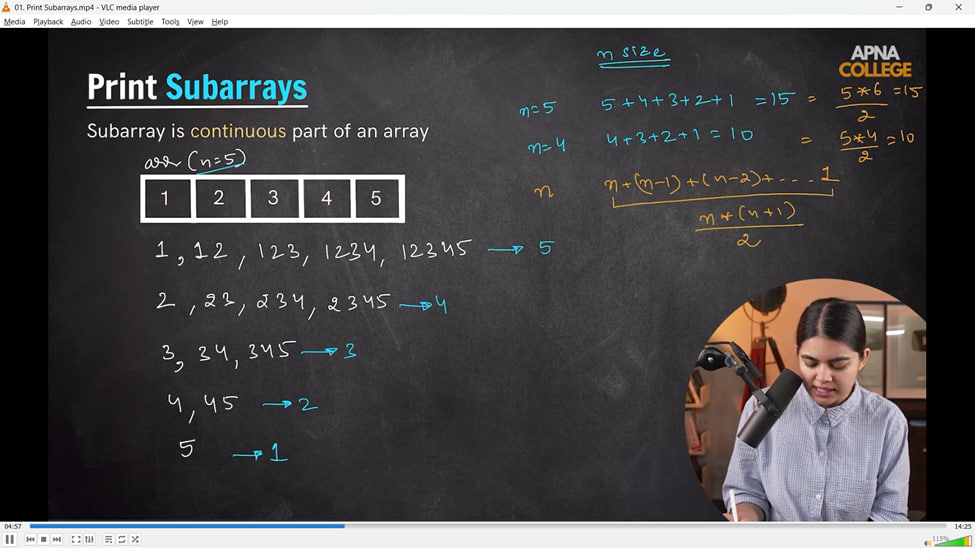 01. Print Subarrays.mp4 - VLC media player
Media Playback Audio Video Subtitle Tools View Help
n size
APNA
COLLEGE
Print Subarrays
n=5 5+4+3+2+1 =15 = 5*6/2 =15
Subarray is continuous part of an array
n=4 4+3+2+1=10 = 5*4/2 =10
arr (n=5)
1 2 3 4 5
n n+(n-1)+(n-2)+....1
n*(n+1)/2
1, 12, 123, 1234, 12345 → 5
2, 23, 234, 2345 → 4
3, 34, 345 → 3
4, 45 → 2
5 → 1
04:57 14:25
115%